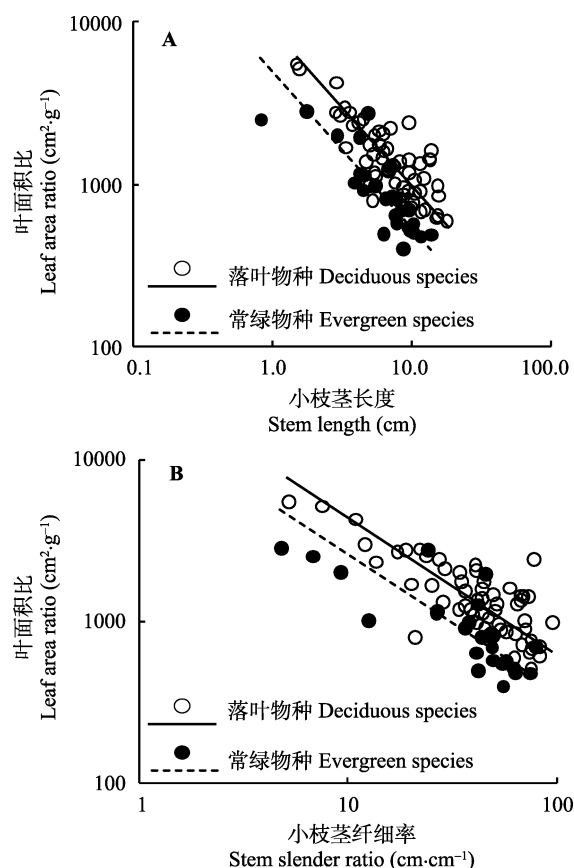 10000
A
1000
100
叶面积比
Leaf area ratio (cm²·g⁻¹)
落叶物种 Deciduous species
常绿物种 Evergreen species
0.1
1.0
10.0
100.0
小枝茎长度
Stem length (cm)
10000
B
1000
100
叶面积比
Leaf area ratio (cm²·g⁻¹)
落叶物种 Deciduous species
常绿物种 Evergreen species
1
10
100
小枝茎纤细率
Stem slender ratio (cm·cm⁻¹)